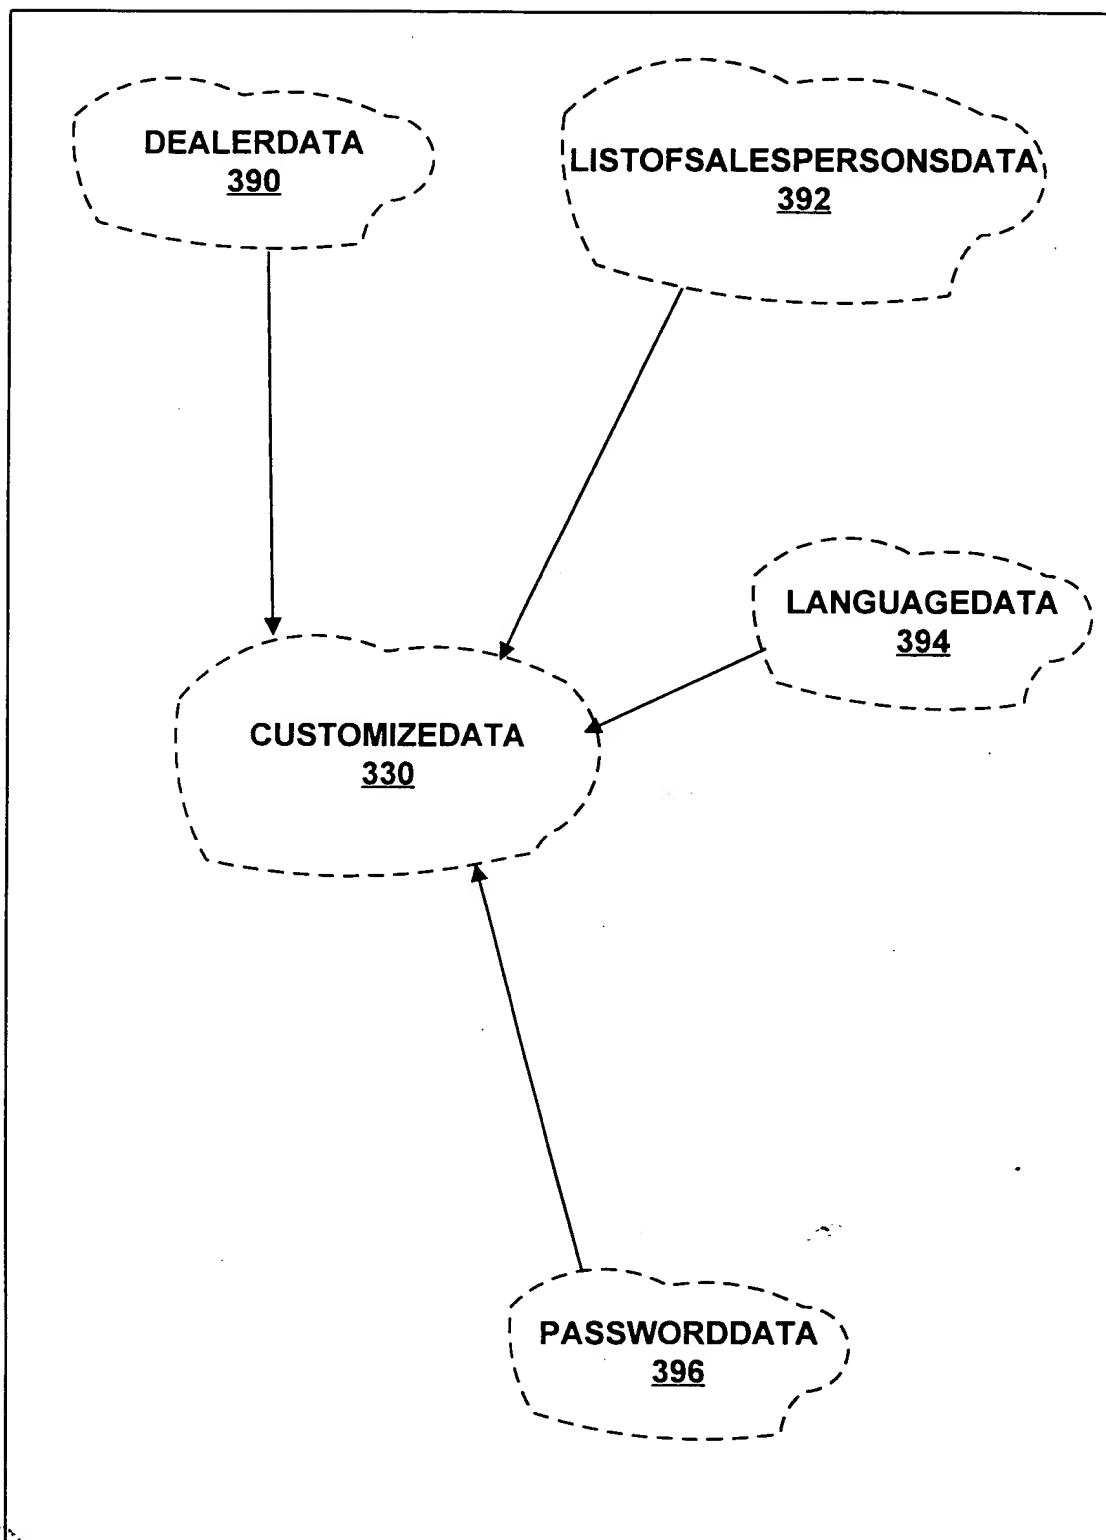 DEALERDATA
390
LISTOFSALESPERSONSDATA
392
LANGUAGEDATA
394
CUSTOMIZEDATA
330
PASSWORDDATA
396